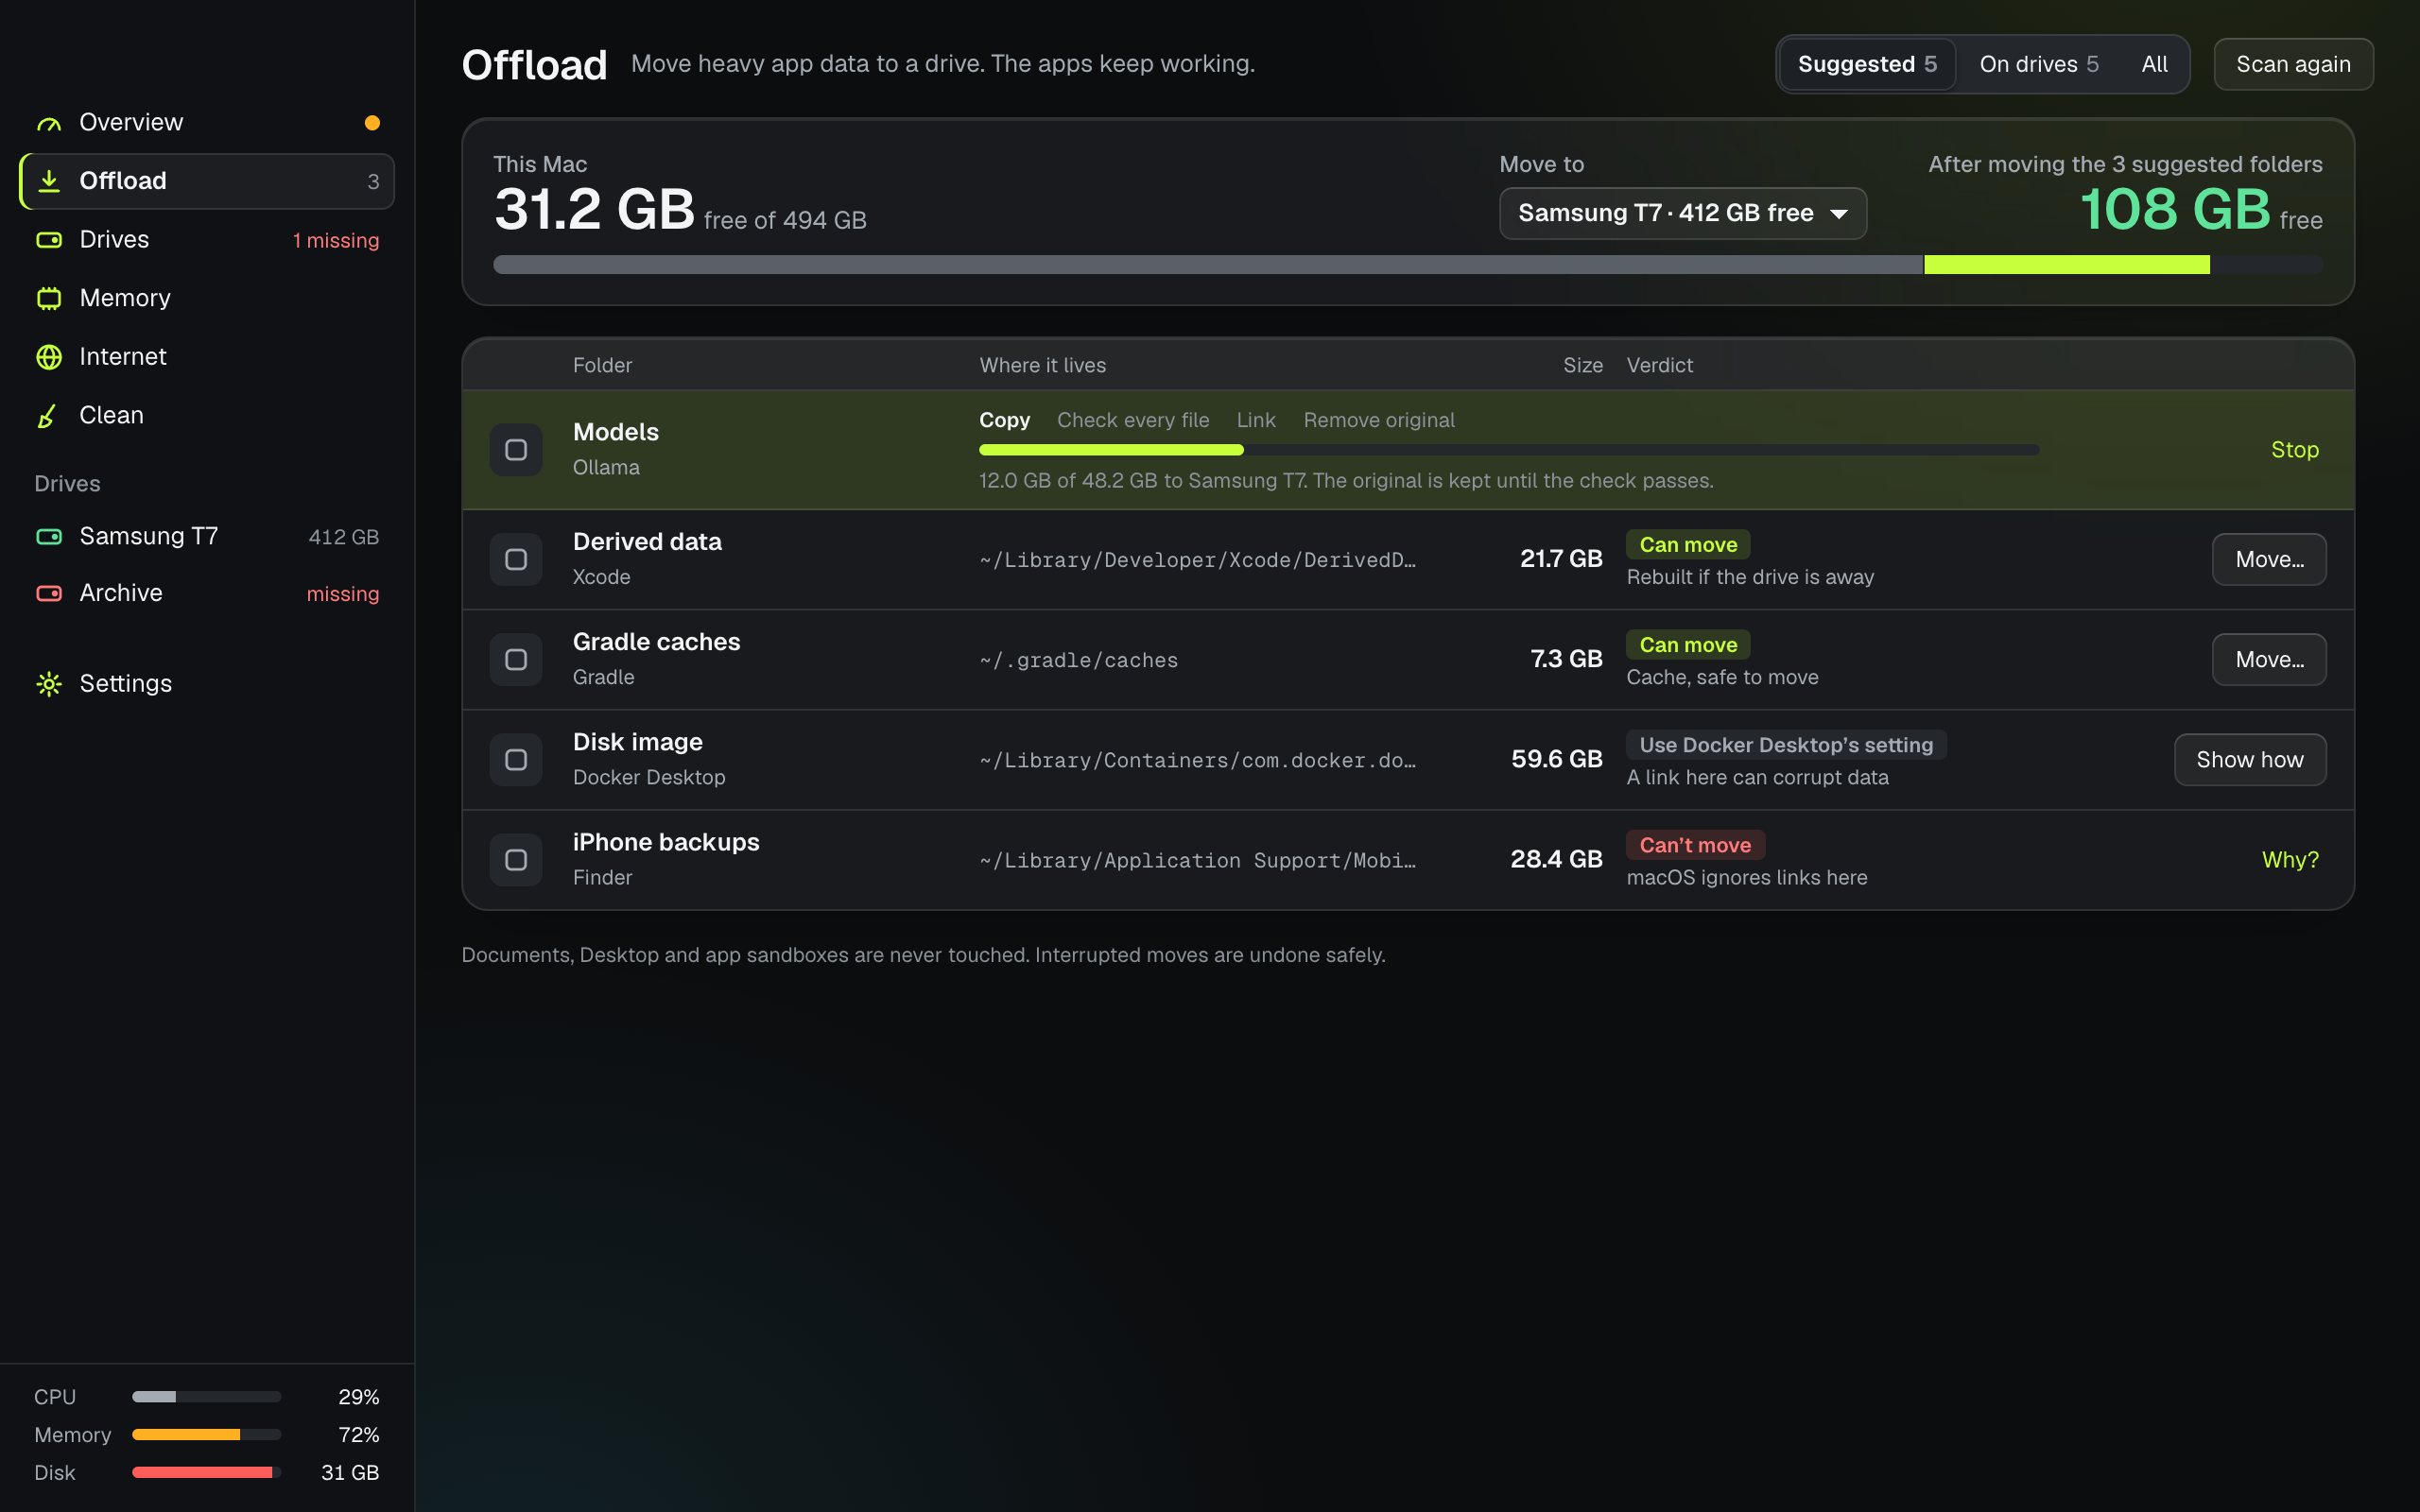 Overview
Offload 3
Drives 1 missing
Memory
Internet
Clean
Drives
Samsung T7 412 GB
Archive missing
Settings
CPU 29%
Memory 72%
Disk 31 GB
Offload Move heavy app data to a drive. The apps keep working.
Suggested 5 On drives 5 All Scan again
This Mac
31.2 GB free of 494 GB
Move to
Samsung T7 · 412 GB free
After moving the 3 suggested folders
108 GB free
Folder Where it lives Size Verdict
Models
Ollama
Copy Check every file Link Remove original
12.0 GB of 48.2 GB to Samsung T7. The original is kept until the check passes.
Stop
Derived data
Xcode
~/Library/Developer/Xcode/DerivedD…
21.7 GB
Can move
Rebuilt if the drive is away
Move…
Gradle caches
Gradle
~/.gradle/caches
7.3 GB
Can move
Cache, safe to move
Move…
Disk image
Docker Desktop
~/Library/Containers/com.docker.do…
59.6 GB
Use Docker Desktop’s setting
A link here can corrupt data
Show how
iPhone backups
Finder
~/Library/Application Support/Mobi…
28.4 GB
Can’t move
macOS ignores links here
Why?
Documents, Desktop and app sandboxes are never touched. Interrupted moves are undone safely.